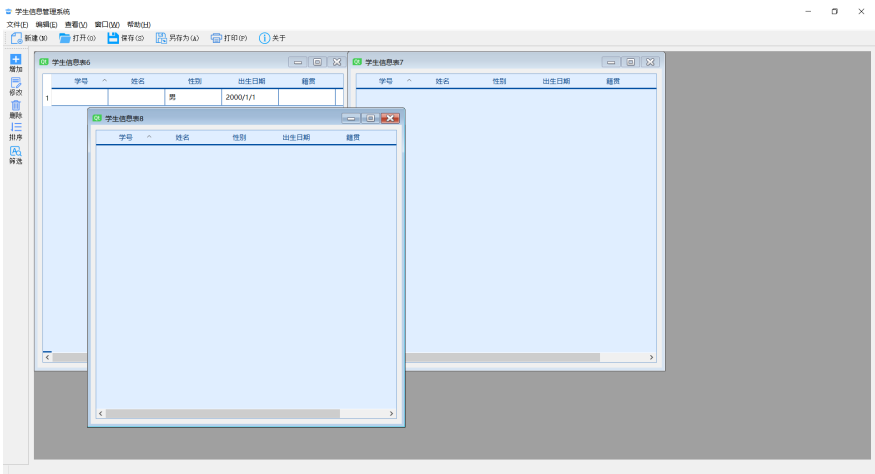 学生信息管理系统
文件(F) 编辑(E) 查看(V) 窗口(W) 帮助(H)
新建(N) 打开(O) 保存(S) 另存为(A) 打印(P) 关于
增加
修改
删除
排序
筛选
学生信息表6
学号 姓名 性别 出生日期 籍贯
1 男 2000/1/1
学生信息表7
学号 姓名 性别 出生日期 籍贯
学生信息表8
学号 姓名 性别 出生日期 籍贯